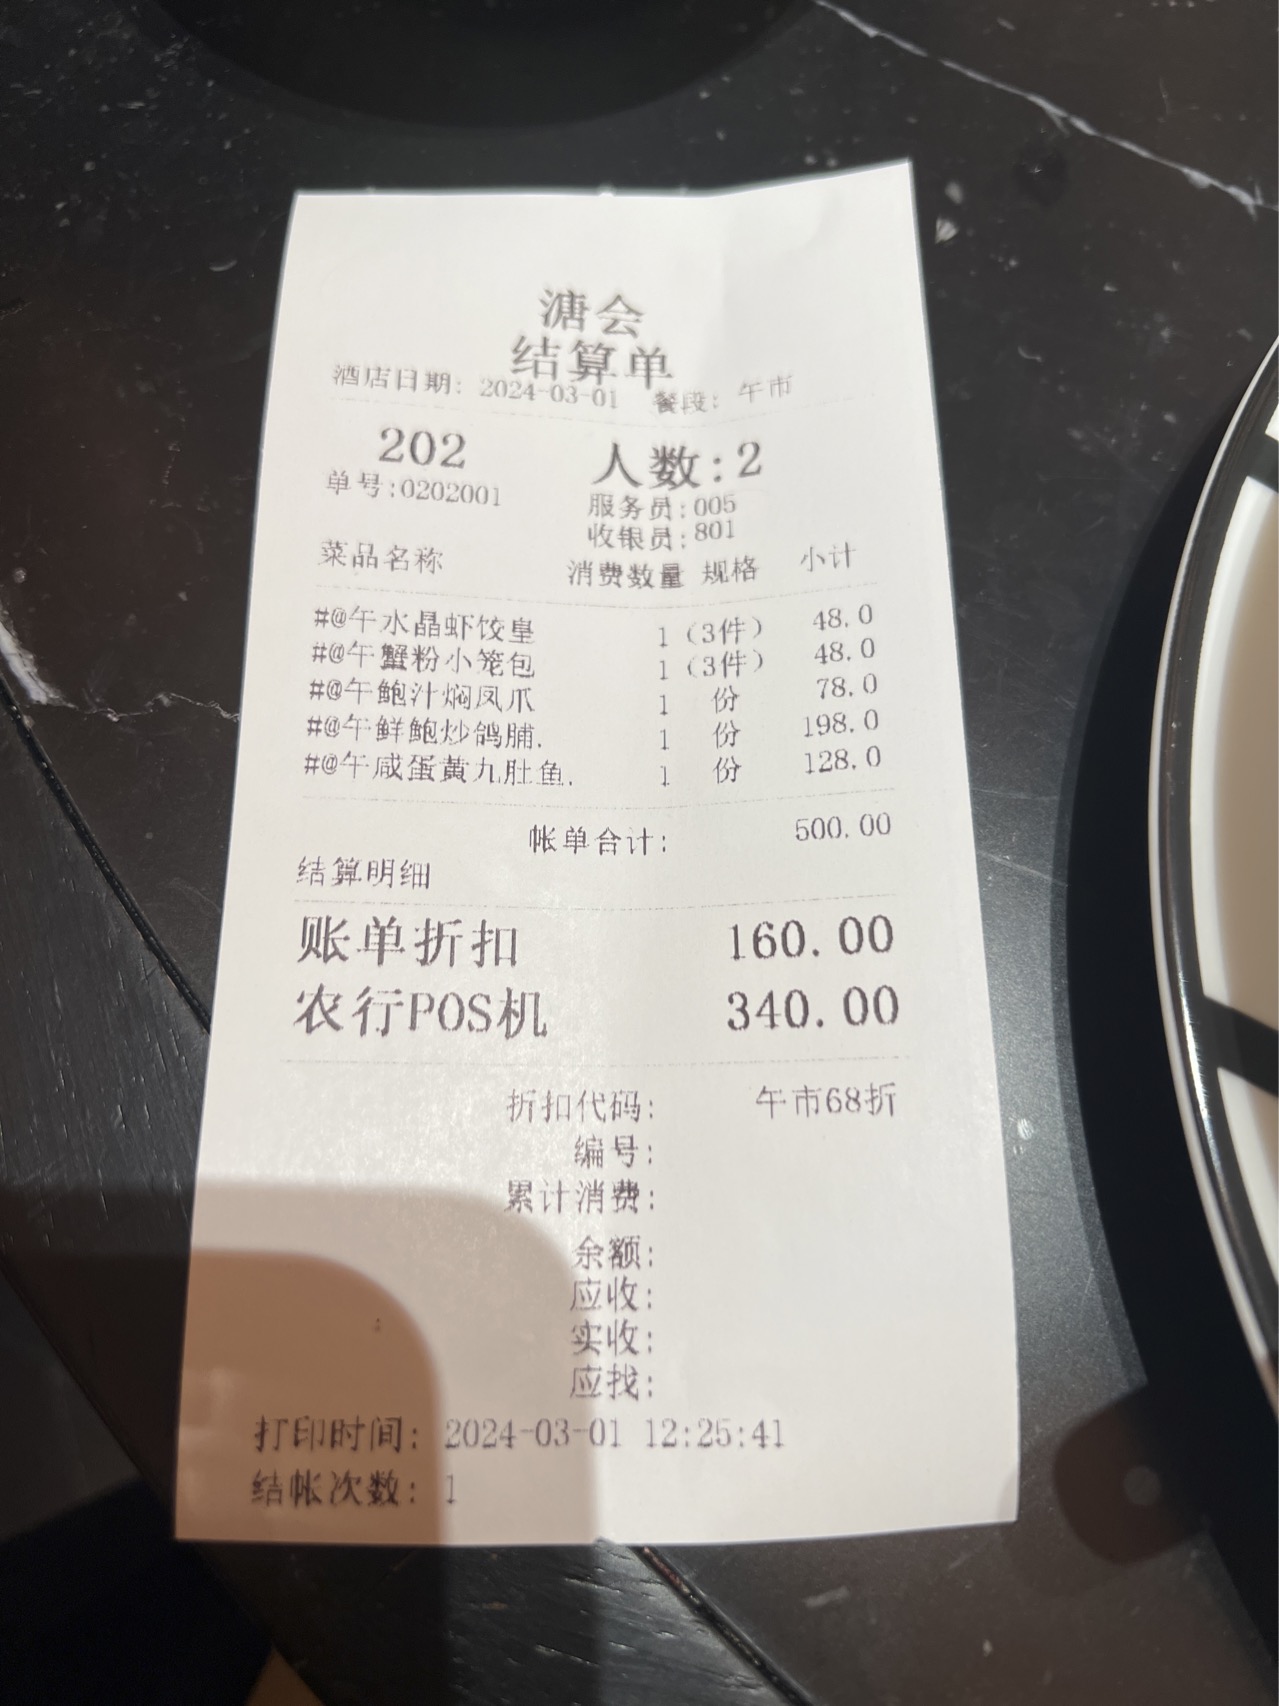 溏会
结算单
酒店日期: 2024-03-01 餐段: 午市
202 人数:2
单号:0202001 服务员:005
收银员:801
菜品名称 消费数量 规格 小计
#@午水晶虾饺皇 1 (3件) 48.0
#@午蟹粉小笼包 1 (3件) 48.0
#@午鲍汁焖凤爪 1 份 78.0
#@午鲜鲍炒鸽脯. 1 份 198.0
#@午咸蛋黄九肚鱼. 1 份 128.0
帐单合计: 500.00
结算明细
账单折扣 160.00
农行POS机 340.00
折扣代码: 午市68折
编号:
累计消费:
余额:
应收:
实收:
应找:
打印时间: 2024-03-01 12:25:41
结帐次数: 1